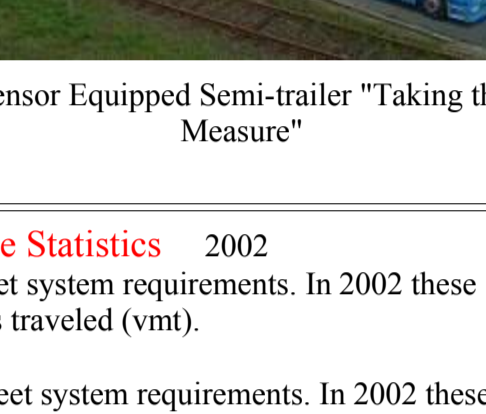 ensor Equipped Semi-trailer "Taking th
Measure"
e Statistics 2002
et system requirements. In 2002 these
s traveled (vmt).
eet system requirements. In 2002 these